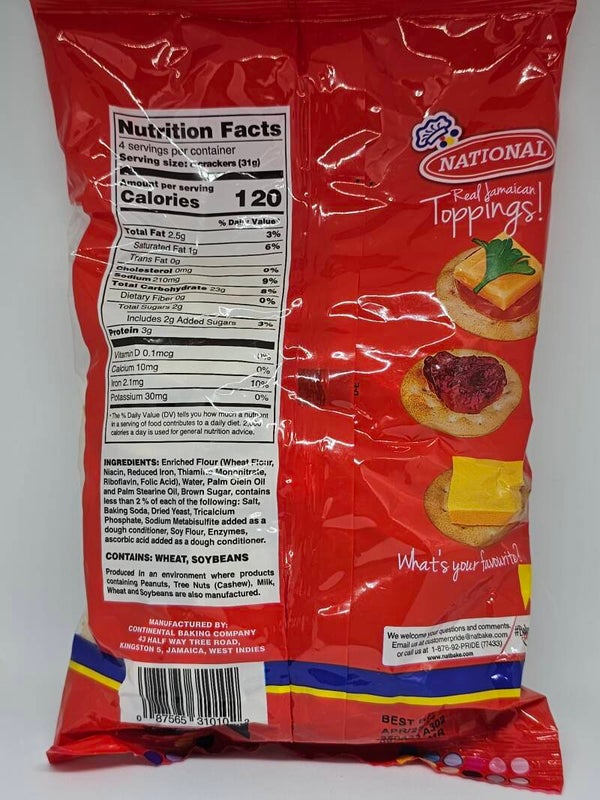 Nutrition Facts
4 servings per container
Serving size: crackers (31g)
Amount per serving
Calories 120
% Daily Value*
Total Fat 2.5g 3%
Saturated Fat 1g 6%
Trans Fat 0g
Cholesterol 0mg 0%
Sodium 210mg 9%
Total Carbohydrate 23g 8%
Dietary Fiber 0g 0%
Total Sugars 2g
Includes 2g Added Sugars 3%
Protein 3g
Vitamin D 0.1mcg 0%
Calcium 10mg 0%
Iron 2.1mg 10%
Potassium 30mg 0%
*The % Daily Value (DV) tells you how much a nutrient
in a serving of food contributes to a daily diet. 2,000
calories a day is used for general nutrition advice.
INGREDIENTS: Enriched Flour (Wheat Flour,
Niacin, Reduced Iron, Thiamine Mononitrate,
Riboflavin, Folic Acid), Water, Palm Olein Oil
and Palm Stearine Oil, Brown Sugar, contains
less than 2 % of each of the following: Salt,
Baking Soda, Dried Yeast, Tricalcium
Phosphate, Sodium Metabisulfite added as a
dough conditioner, Soy Flour, Enzymes,
ascorbic acid added as a dough conditioner.
CONTAINS: WHEAT, SOYBEANS
Produced in an environment where products
containing Peanuts, Tree Nuts (Cashew), Milk,
Wheat and Soybeans are also manufactured.
MANUFACTURED BY:
CONTINENTAL BAKING COMPANY
43 HALF WAY TREE ROAD,
KINGSTON 5, JAMAICA, WEST INDIES
0 87565 31010 2
NATIONAL
Real Jamaican
Toppings!
What's your favourite?
We welcome your questions and comments.
Email us at customerpride@natbake.com
or call us at 1-876-92-PRIDE (77433)
www.natbake.com
BEST